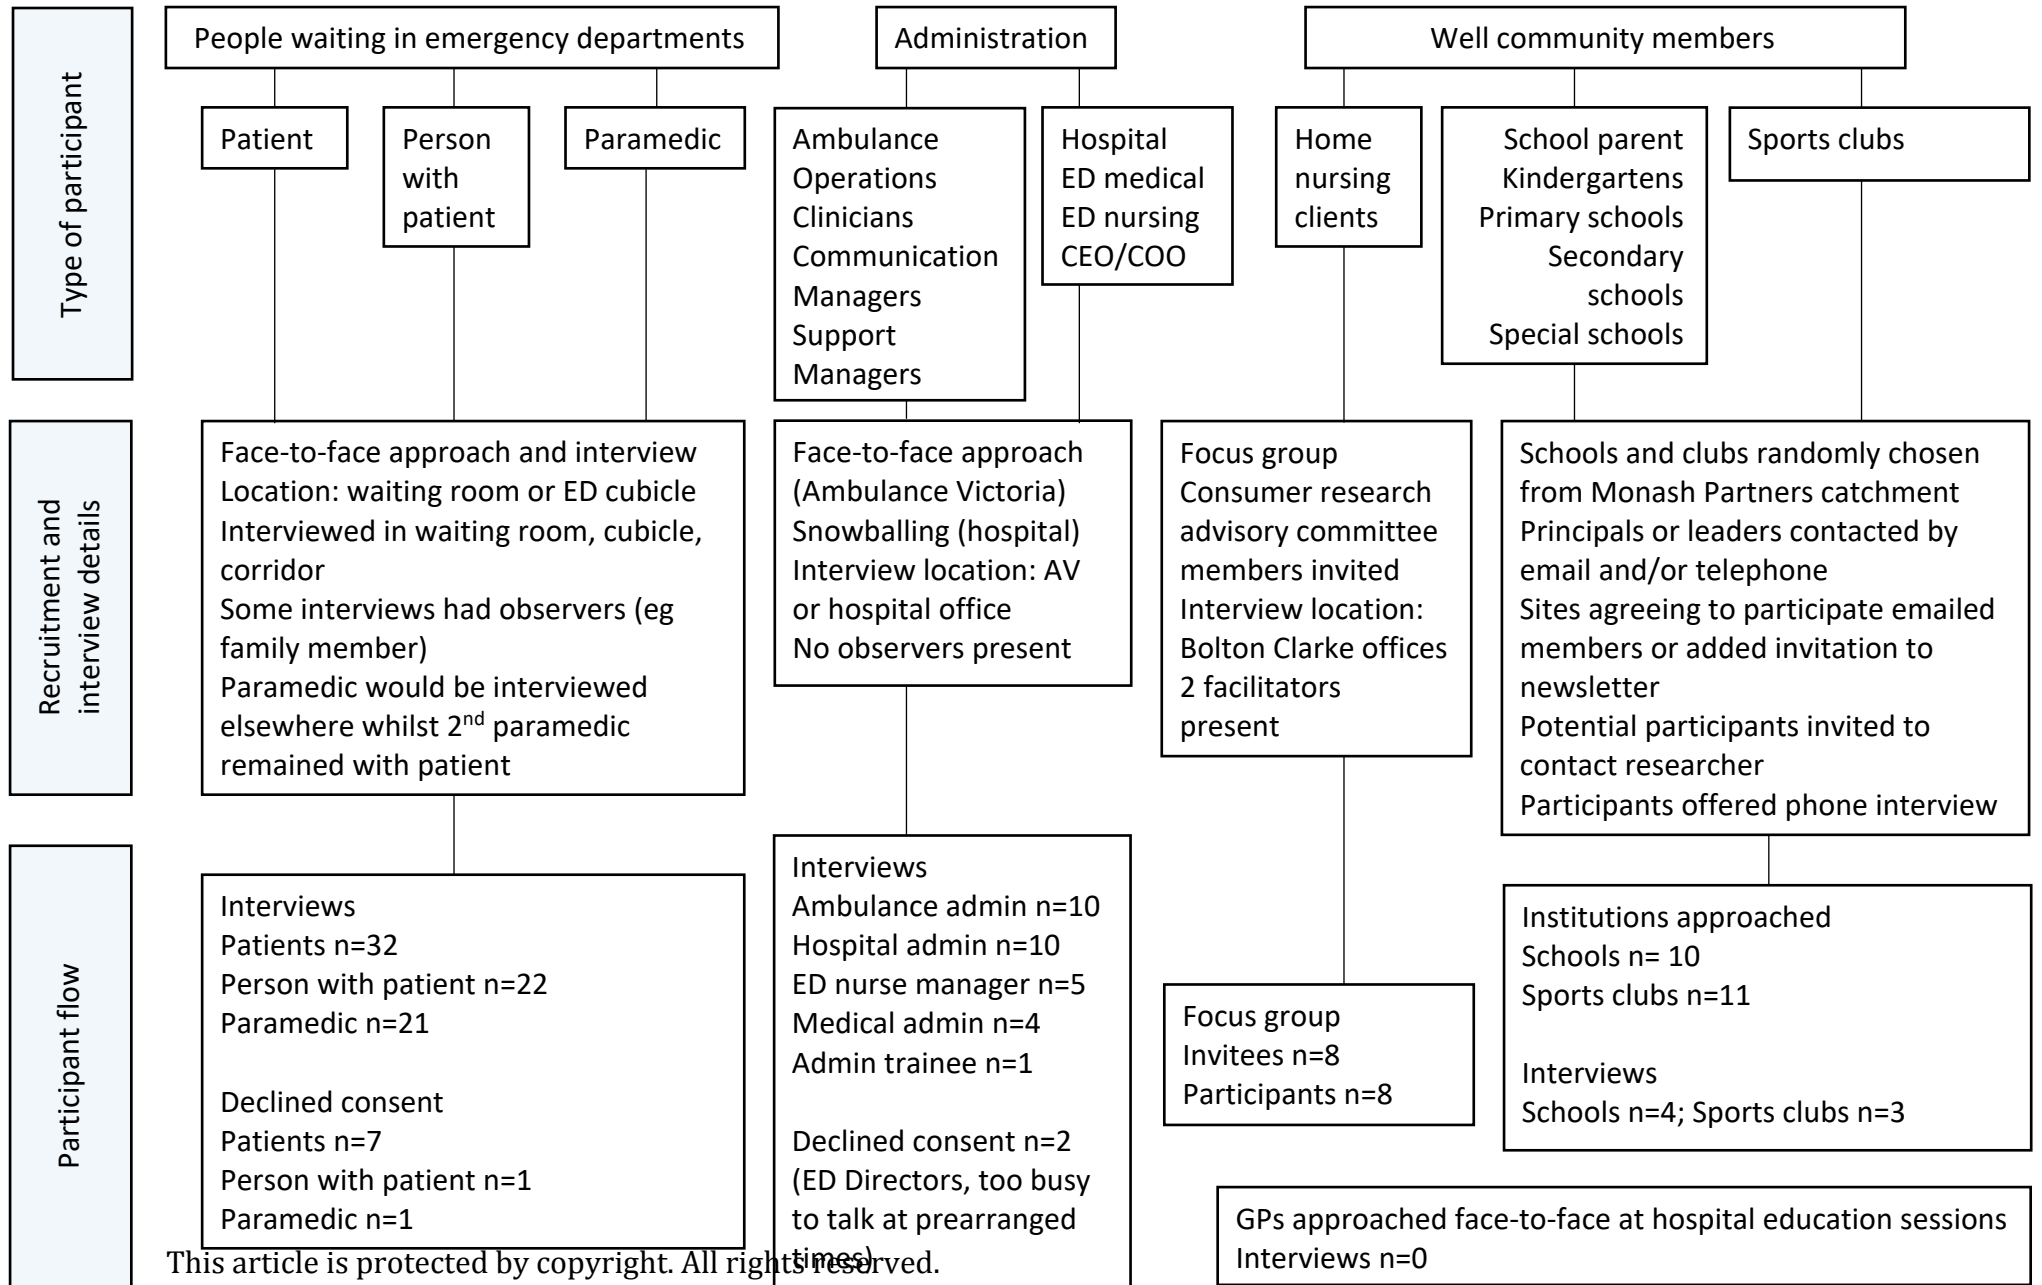 Type of participant
People waiting in emergency departments
Patient
Person
with
patient
Paramedic
Administration
Ambulance
Operations
Clinicians
Communication
Managers
Support
Managers
Hospital
ED medical
ED nursing
CEO/COO
Well community members
Home
nursing
clients
School parent
Kindergartens
Primary schools
Secondary
schools
Special schools
Sports clubs
Recruitment and
interview details
Face-to-face approach and interview
Location: waiting room or ED cubicle
Interviewed in waiting room, cubicle,
corridor
Some interviews had observers (eg
family member)
Paramedic would be interviewed
elsewhere whilst 2nd paramedic
remained with patient
Face-to-face approach
(Ambulance Victoria)
Snowballing (hospital)
Interview location: AV
or hospital office
No observers present
Focus group
Consumer research
advisory committee
members invited
Interview location:
Bolton Clarke offices
2 facilitators
present
Schools and clubs randomly chosen
from Monash Partners catchment
Principals or leaders contacted by
email and/or telephone
Sites agreeing to participate emailed
members or added invitation to
newsletter
Potential participants invited to
contact researcher
Participants offered phone interview
Participant flow
Interviews
Patients n=32
Person with patient n=22
Paramedic n=21
Declined consent
Patients n=7
Person with patient n=1
Paramedic n=1
Interviews
Ambulance admin n=10
Hospital admin n=10
ED nurse manager n=5
Medical admin n=4
Admin trainee n=1
Declined consent n=2
(ED Directors, too busy
to talk at prearranged
times)
Focus group
Invitees n=8
Participants n=8
Institutions approached
Schools n= 10
Sports clubs n=11
Interviews
Schools n=4; Sports clubs n=3
GPs approached face-to-face at hospital education sessions
Interviews n=0
This article is protected by copyright. All rights reserved.